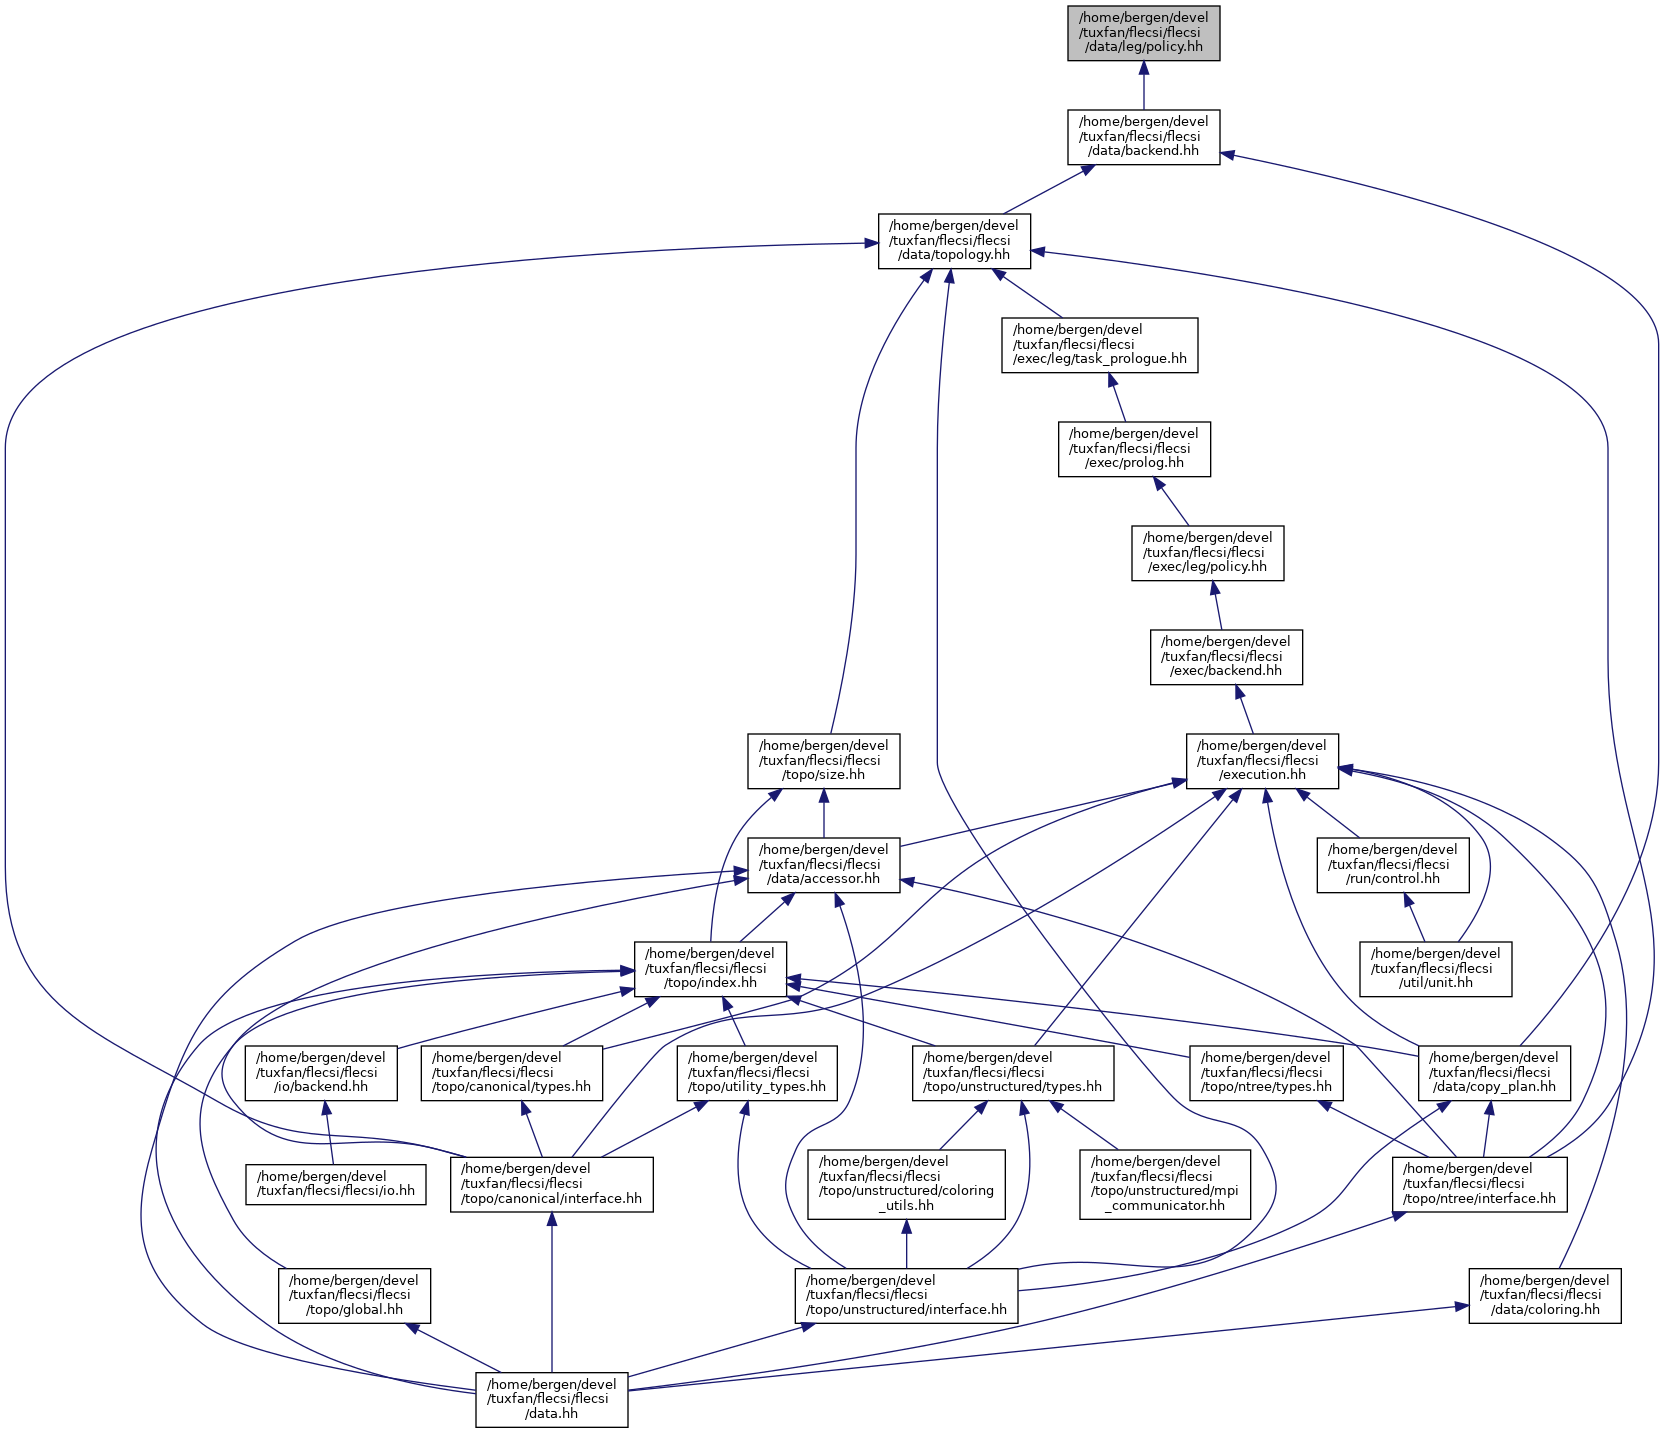 /home/bergen/devel
/tuxfan/flecsi/flecsi
/data/leg/policy.hh
/home/bergen/devel
/tuxfan/flecsi/flecsi
/data/backend.hh
/home/bergen/devel
/tuxfan/flecsi/flecsi
/data/topology.hh
/home/bergen/devel
/tuxfan/flecsi/flecsi
/exec/leg/task_prologue.hh
/home/bergen/devel
/tuxfan/flecsi/flecsi
/exec/prolog.hh
/home/bergen/devel
/tuxfan/flecsi/flecsi
/exec/leg/policy.hh
/home/bergen/devel
/tuxfan/flecsi/flecsi
/exec/backend.hh
/home/bergen/devel
/tuxfan/flecsi/flecsi
/topo/size.hh
/home/bergen/devel
/tuxfan/flecsi/flecsi
/execution.hh
/home/bergen/devel
/tuxfan/flecsi/flecsi
/data/accessor.hh
/home/bergen/devel
/tuxfan/flecsi/flecsi
/run/control.hh
/home/bergen/devel
/tuxfan/flecsi/flecsi
/topo/index.hh
/home/bergen/devel
/tuxfan/flecsi/flecsi
/util/unit.hh
/home/bergen/devel
/tuxfan/flecsi/flecsi
/io/backend.hh
/home/bergen/devel
/tuxfan/flecsi/flecsi
/topo/canonical/types.hh
/home/bergen/devel
/tuxfan/flecsi/flecsi
/topo/utility_types.hh
/home/bergen/devel
/tuxfan/flecsi/flecsi
/topo/unstructured/types.hh
/home/bergen/devel
/tuxfan/flecsi/flecsi
/topo/ntree/types.hh
/home/bergen/devel
/tuxfan/flecsi/flecsi
/data/copy_plan.hh
/home/bergen/devel
/tuxfan/flecsi/flecsi/io.hh
/home/bergen/devel
/tuxfan/flecsi/flecsi
/topo/canonical/interface.hh
/home/bergen/devel
/tuxfan/flecsi/flecsi
/topo/unstructured/coloring
_utils.hh
/home/bergen/devel
/tuxfan/flecsi/flecsi
/topo/unstructured/mpi
_communicator.hh
/home/bergen/devel
/tuxfan/flecsi/flecsi
/topo/ntree/interface.hh
/home/bergen/devel
/tuxfan/flecsi/flecsi
/topo/global.hh
/home/bergen/devel
/tuxfan/flecsi/flecsi
/topo/unstructured/interface.hh
/home/bergen/devel
/tuxfan/flecsi/flecsi
/data/coloring.hh
/home/bergen/devel
/tuxfan/flecsi/flecsi
/data.hh